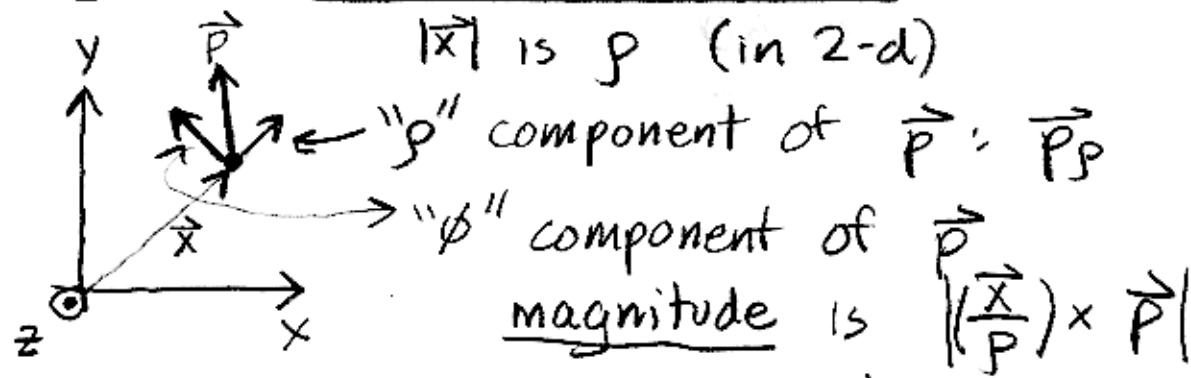 y p⃗ |x⃗| is ρ (in 2-d)
"ρ" component of p⃗ : p⃗ρ
x⃗ "φ" component of p⃗
z x magnitude is |(x⃗/ρ) × p⃗|